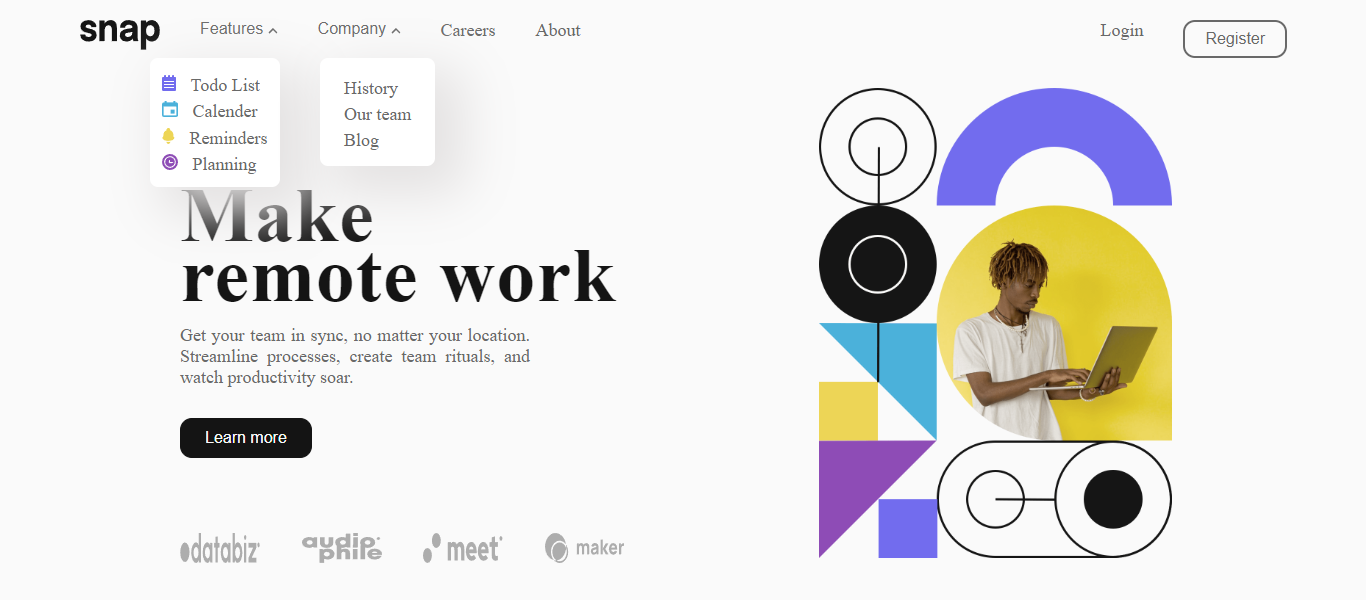 snap
Features
Company
Careers
About
Login
Register
Todo List
Calender
Reminders
Planning
History
Our team
Blog
Make
remote work
Get your team in sync, no matter your location.
Streamline processes, create team rituals, and
watch productivity soar.
Learn more
databiz
audiophile
meet
maker